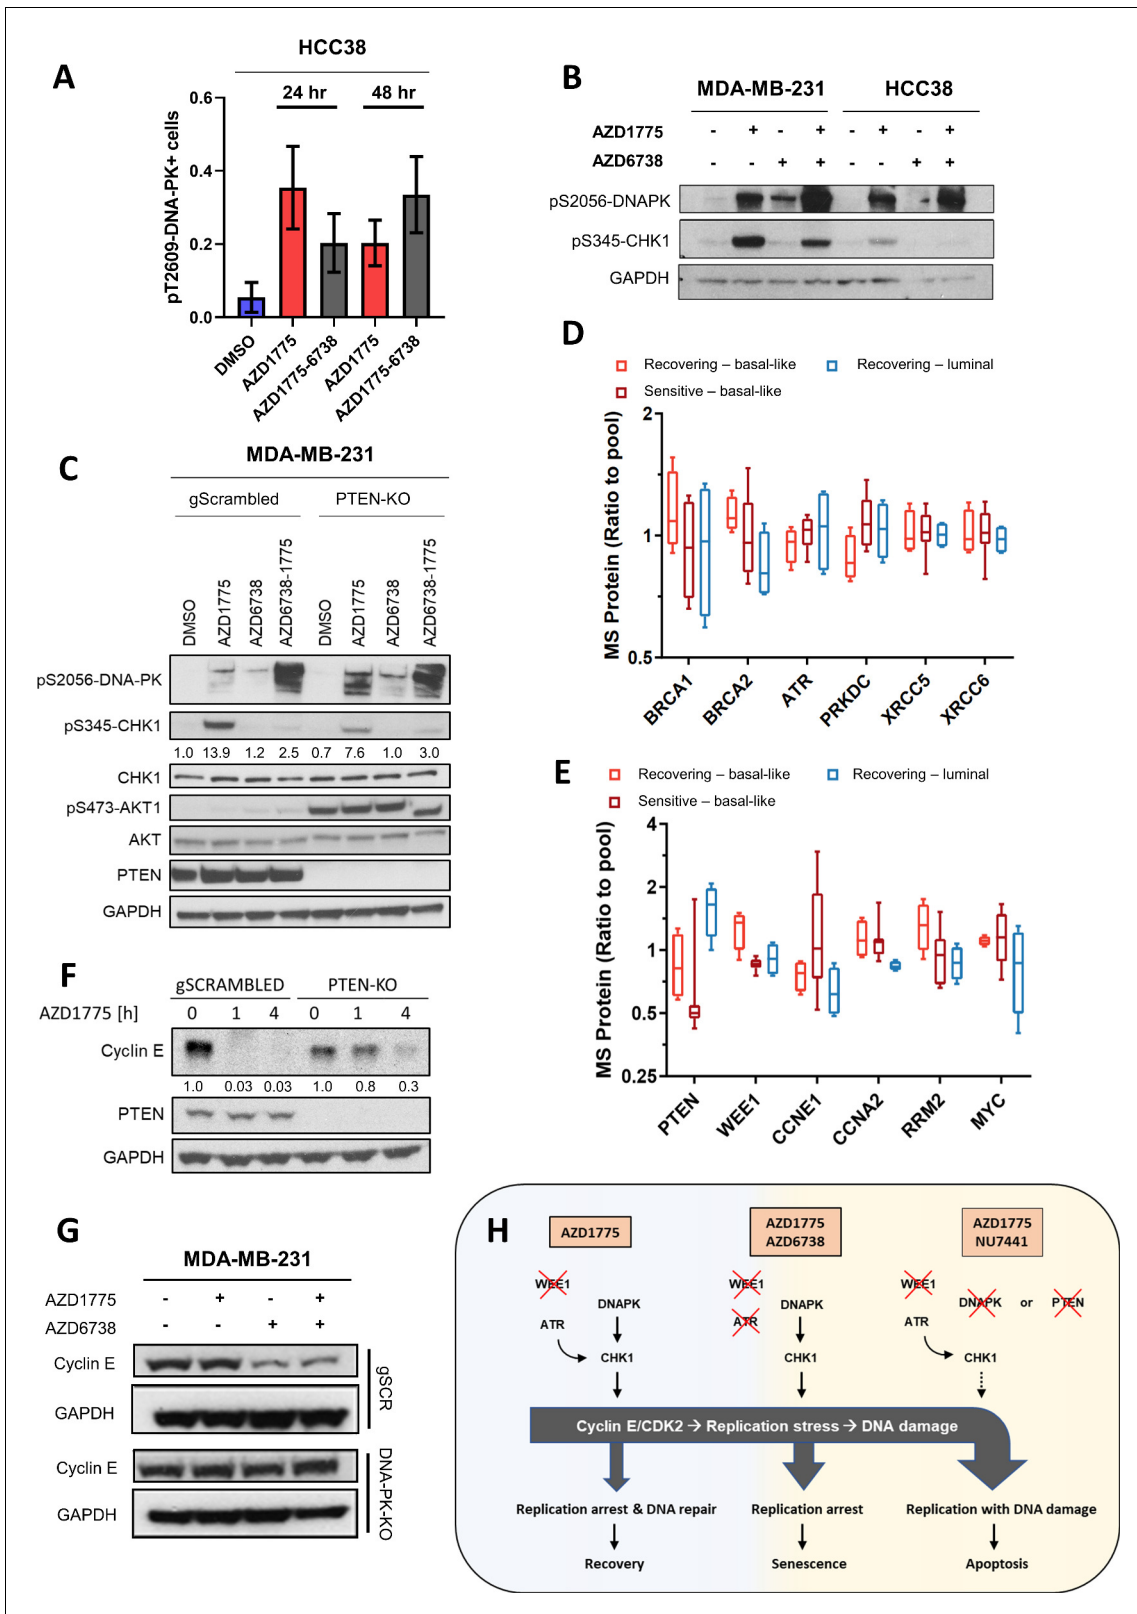 A
HCC38
24 hr
48 hr
pT2609-DNA-PK+ cells
0.6
0.4
0.2
0.0
DMSO
AZD1775
AZD1775-6738
AZD1775
AZD1775-6738
B
MDA-MB-231
HCC38
AZD1775
- + - + - + - +
AZD6738
- - + + - - + +
pS2056-DNAPK
pS345-CHK1
GAPDH
C
MDA-MB-231
gScrambled
PTEN-KO
DMSO
AZD1775
AZD6738
AZD6738-1775
DMSO
AZD1775
AZD6738
AZD6738-1775
pS2056-DNA-PK
pS345-CHK1
1.0 13.9 1.2 2.5 0.7 7.6 1.0 3.0
CHK1
pS473-AKT1
AKT
PTEN
GAPDH
D
Recovering – basal-like
Recovering – luminal
Sensitive – basal-like
MS Protein (Ratio to pool)
2
1
0.5
BRCA1
BRCA2
ATR
PRKDC
XRCC5
XRCC6
E
Recovering – basal-like
Recovering – luminal
Sensitive – basal-like
MS Protein (Ratio to pool)
4
2
1
0.5
0.25
PTEN
WEE1
CCNE1
CCNA2
RRM2
MYC
F
gSCRAMBLED
PTEN-KO
AZD1775 [h]
0 1 4 0 1 4
Cyclin E
1.0 0.03 0.03 1.0 0.8 0.3
PTEN
GAPDH
G
MDA-MB-231
AZD1775
- + - +
AZD6738
- - + +
Cyclin E
GAPDH
gSCR
Cyclin E
GAPDH
DNA-PK-KO
H
AZD1775
AZD1775
AZD6738
AZD1775
NU7441
WEE1
DNAPK
ATR
CHK1
WEE1
DNAPK
ATR
CHK1
WEE1
DNAPK or PTEN
ATR
CHK1
Cyclin E/CDK2 → Replication stress → DNA damage
Replication arrest & DNA repair
Replication arrest
Replication with DNA damage
Recovery
Senescence
Apoptosis